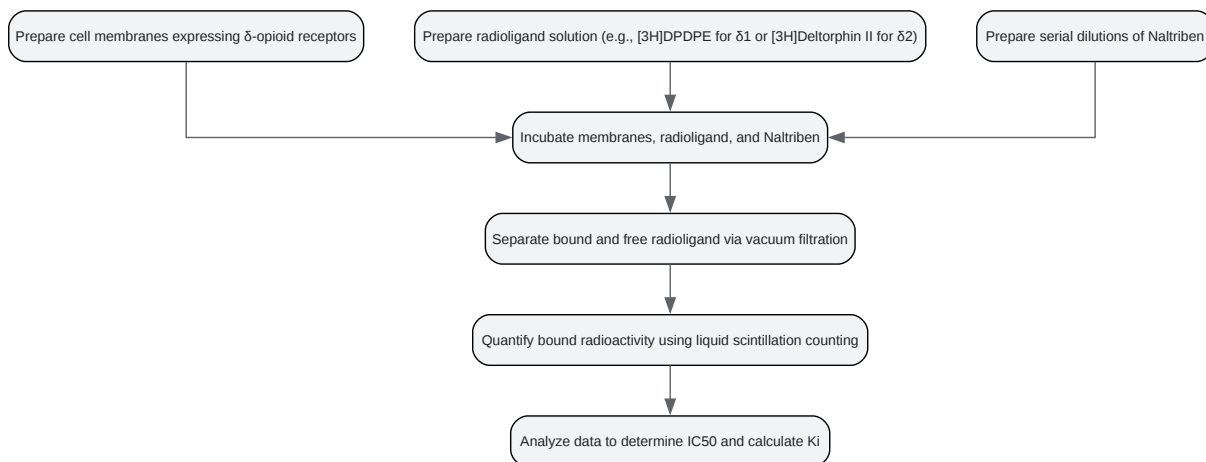 Prepare cell membranes expressing δ-opioid receptors
Prepare radioligand solution (e.g., [3H]DPDPE for δ1 or [3H]Deltorphin II for δ2)
Prepare serial dilutions of Naltriben
Incubate membranes, radioligand, and Naltriben
Separate bound and free radioligand via vacuum filtration
Quantify bound radioactivity using liquid scintillation counting
Analyze data to determine IC50 and calculate Ki